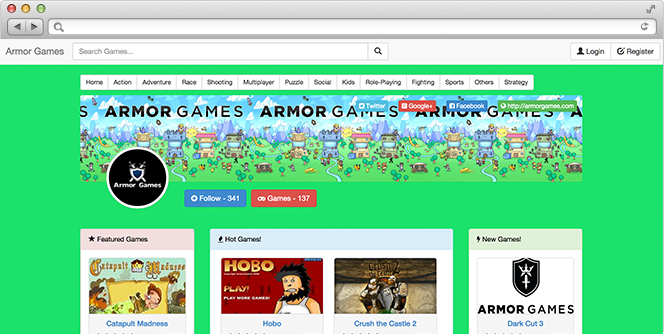 Armor Games
Search Games...
Login
Register
Home Action Adventure Race Shooting Multiplayer Puzzle Social Kids Role-Playing Fighting Sports Others Strategy
S ARMOR GAMES ARMOR GAMES ARMOR GAMES ARMOR
Twitter Google+ Facebook http://armorgames.com
Armor Games
Follow - 341 Games - 137
Featured Games
Catapult Madness
Catapult Madness
Hot Games!
HOBO
PLAY!
PLAY MORE GAMES!
Hobo
Crush the Castle 2
Crush the Castle 2
New Games!
ARMOR GAMES
Dark Cut 3